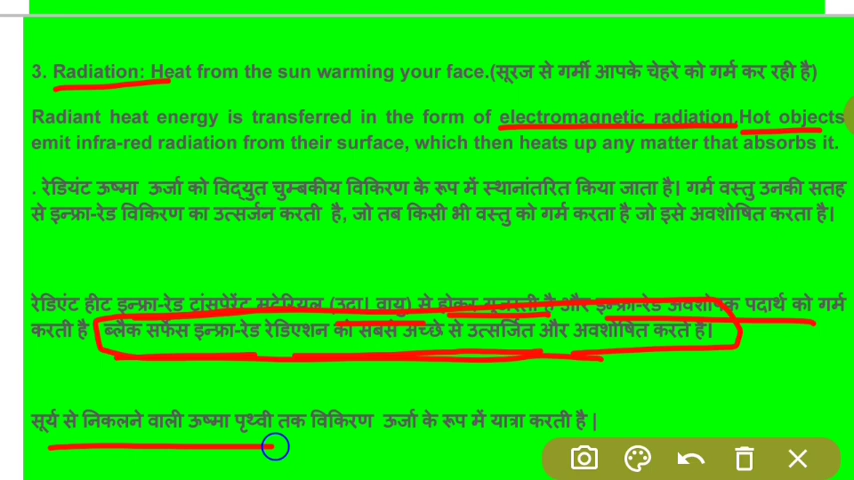 3. Radiation: Heat from the sun warming your face.(सूरज से गर्मी आपके चेहरे को गर्म कर रही है)
Radiant heat energy is transferred in the form of electromagnetic radiation.Hot objects
emit infra-red radiation from their surface, which then heats up any matter that absorbs it.
. रेडियंट ऊष्मा ऊर्जा को विद्युत चुम्बकीय विकिरण के रूप में स्थानांतरित किया जाता है। गर्म वस्तु उनकी सतह
से इन्फ्रा-रेड विकिरण का उत्सर्जन करती है, जो तब किसी भी वस्तु को गर्म करता है जो इसे अवशोषित करता है।
रेडिएंट हीट इन्फ्रा-रेड ट्रांसपेरेंट मटेरियल (उदा। वायु) से होकर गुजरती है और इन्फ्रा-रेड अवशोषक पदार्थ को गर्म
करती है ब्लैक सर्फेस इन्फ्रा-रेड रेडिएशन को सबसे अच्छे से उत्सर्जित और अवशोषित करते हैं।
सूर्य से निकलने वाली ऊष्मा पृथ्वी तक विकिरण ऊर्जा के रूप में यात्रा करती है |